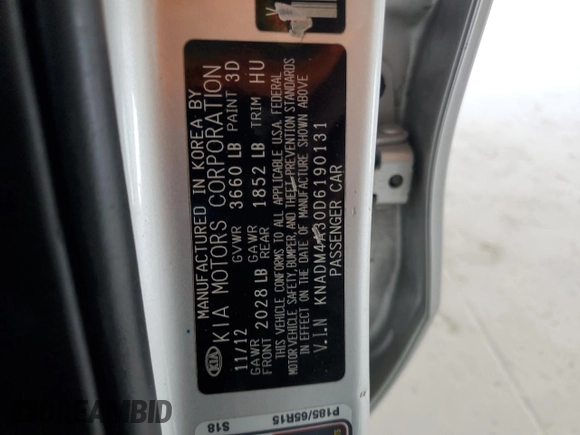 KIA MANUFACTURED IN KOREA BY
KIA MOTORS CORPORATION
11/12 GVWR 3660 LB PAINT 3D
GAWR FRONT 2028 LB GAWR REAR 1852 LB TRIM HU
THIS VEHICLE CONFORMS TO ALL APPLICABLE U.S.A. FEDERAL
MOTOR VEHICLE SAFETY, BUMPER, AND THEFT PREVENTION STANDARDS
IN EFFECT ON THE DATE OF MANUFACTURE SHOWN ABOVE
V.I.N KNADM4A30D6190131
PASSENGER CAR
P185/65R15
S18